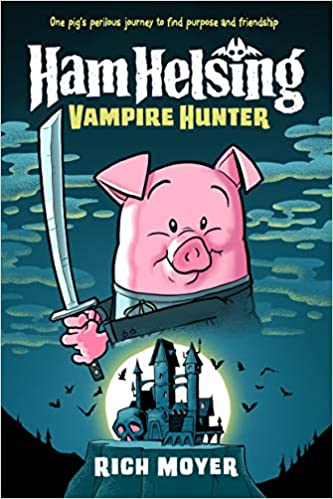 One pig's perilous journey to find purpose and friendship
Ham Helsing
VAMPIRE HUNTER
RICH MOYER